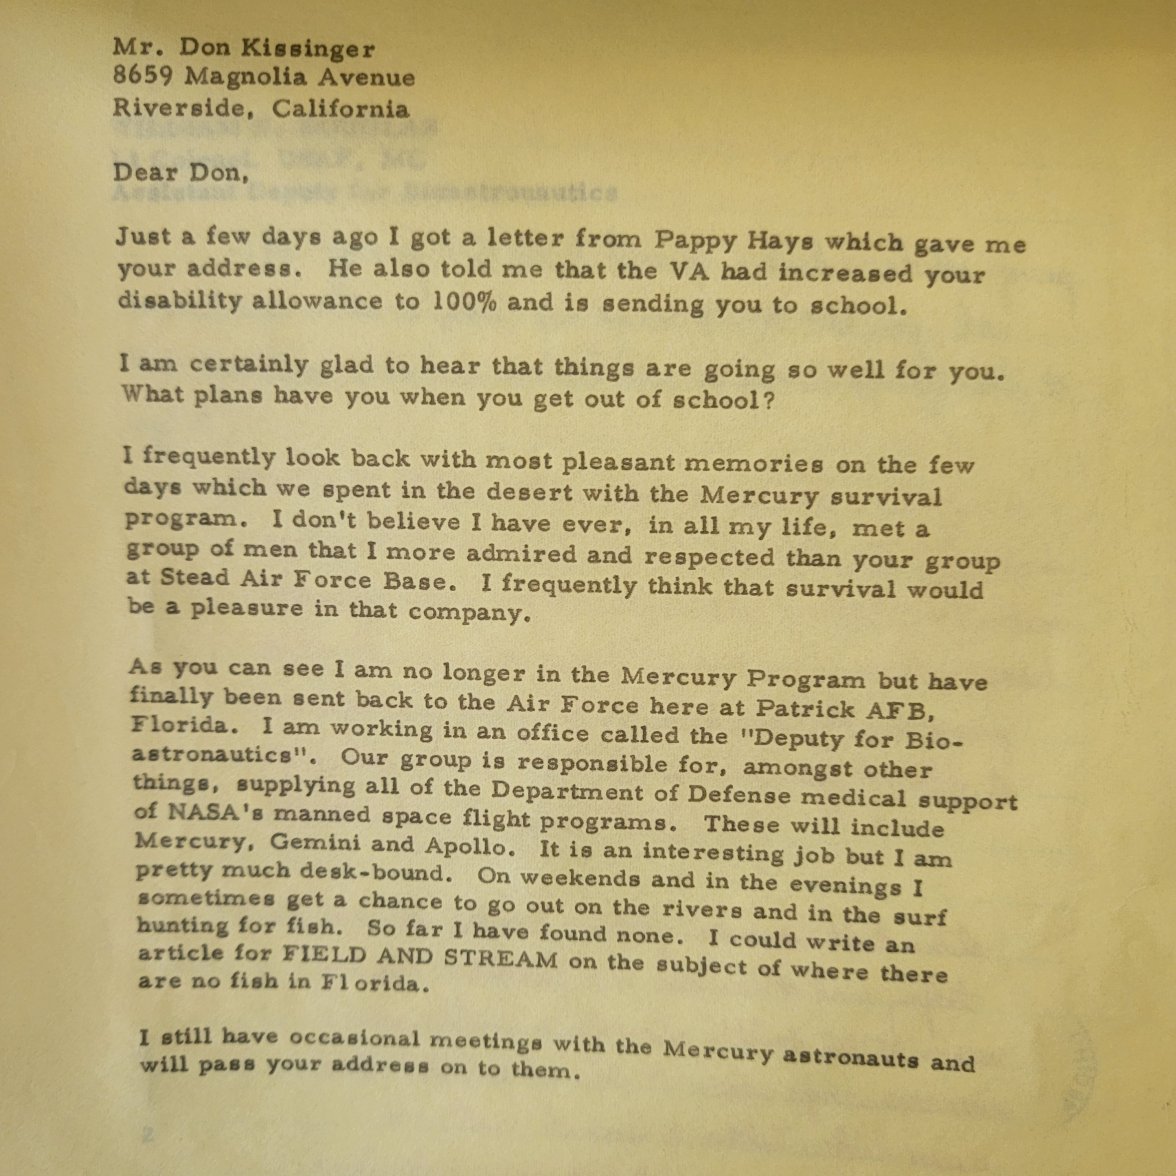 Mr. Don Kissinger
8659 Magnolia Avenue
Riverside, California
Dear Don,
Assistant Deputy for Bioastronautics
Just a few days ago I got a letter from Pappy Hays which gave me
your address. He also told me that the VA had increased your
disability allowance to 100% and is sending you to school.
I am certainly glad to hear that things are going so well for you.
What plans have you when you get out of school?
I frequently look back with most pleasant memories on the few
days which we spent in the desert with the Mercury survival
program. I don't believe I have ever, in all my life, met a
group of men that I more admired and respected than your group
at Stead Air Force Base. I frequently think that survival would
be a pleasure in that company.
As you can see I am no longer in the Mercury Program but have
finally been sent back to the Air Force here at Patrick AFB,
Florida. I am working in an office called the "Deputy for Bio-
astronautics". Our group is responsible for, amongst other
things, supplying all of the Department of Defense medical support
of NASA's manned space flight programs. These will include
Mercury, Gemini and Apollo. It is an interesting job but I am
pretty much desk-bound. On weekends and in the evenings I
sometimes get a chance to go out on the rivers and in the surf
hunting for fish. So far I have found none. I could write an
article for FIELD AND STREAM on the subject of where there
are no fish in Florida.
I still have occasional meetings with the Mercury astronauts and
will pass your address on to them.
2